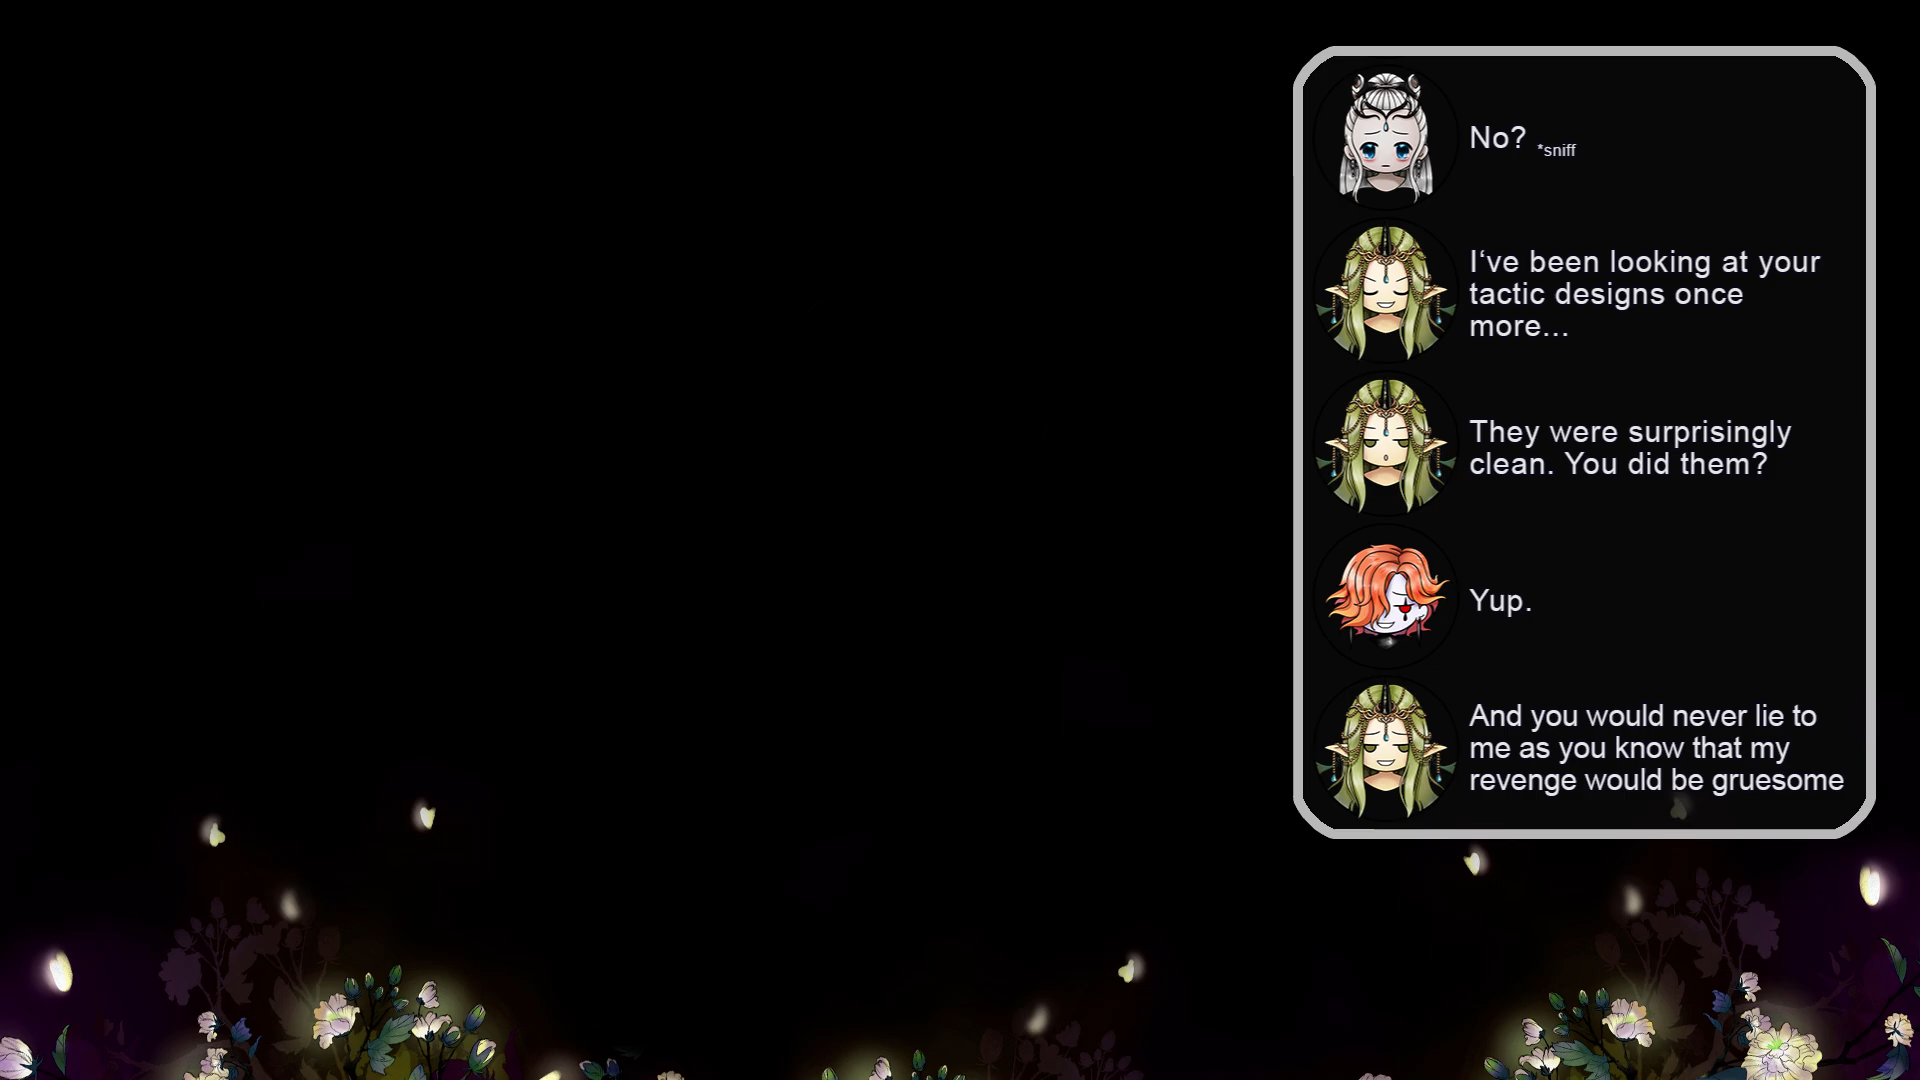 No? *sniff
I‘ve been looking at your
tactic designs once
more...
They were surprisingly
clean. You did them?
Yup.
And you would never lie to
me as you know that my
revenge would be gruesome